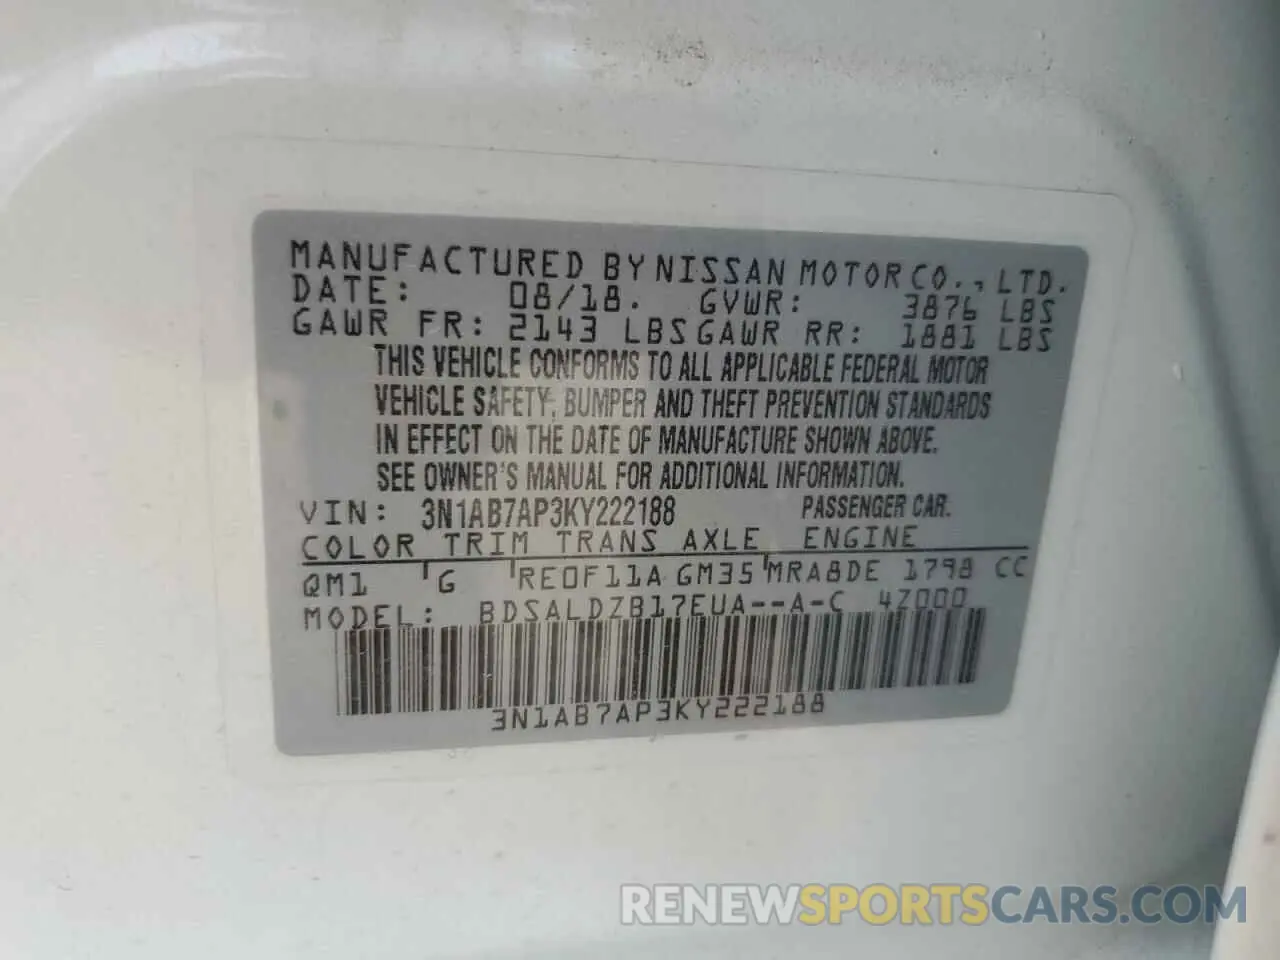 MANUFACTURED BY NISSAN MOTOR CO., LTD.
DATE: 08/18. GVWR: 3876 LBS
GAWR FR: 2143 LBS GAWR RR: 1881 LBS
THIS VEHICLE CONFORMS TO ALL APPLICABLE FEDERAL MOTOR
VEHICLE SAFETY, BUMPER AND THEFT PREVENTION STANDARDS
IN EFFECT ON THE DATE OF MANUFACTURE SHOWN ABOVE.
SEE OWNER'S MANUAL FOR ADDITIONAL INFORMATION.
VIN: 3N1AB7AP3KY222188 PASSENGER CAR.
COLOR TRIM TRANS AXLE ENGINE
QM1 G RE0F11A GM35 MRA8DE 1798 CC
MODEL: BDSALDZB17EUA--A-C 4Z000
3N1AB7AP3KY222188
RENEWSPORTSCARS.COM